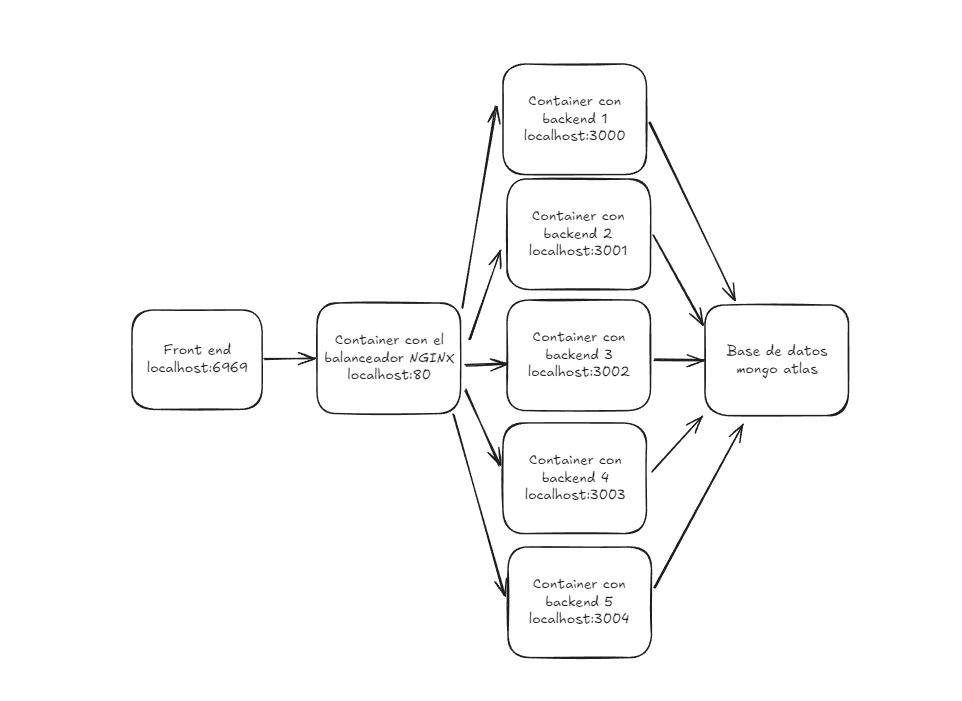 Container con
backend 1
localhost:3000
Container con
backend 2
localhost:3001
Front end
localhost:6969
Container con el
balanceador NGINX
localhost:80
Container con
backend 3
localhost:3002
Base de datos
mongo atlas
Container con
backend 4
localhost:3003
Container con
backend 5
localhost:3004